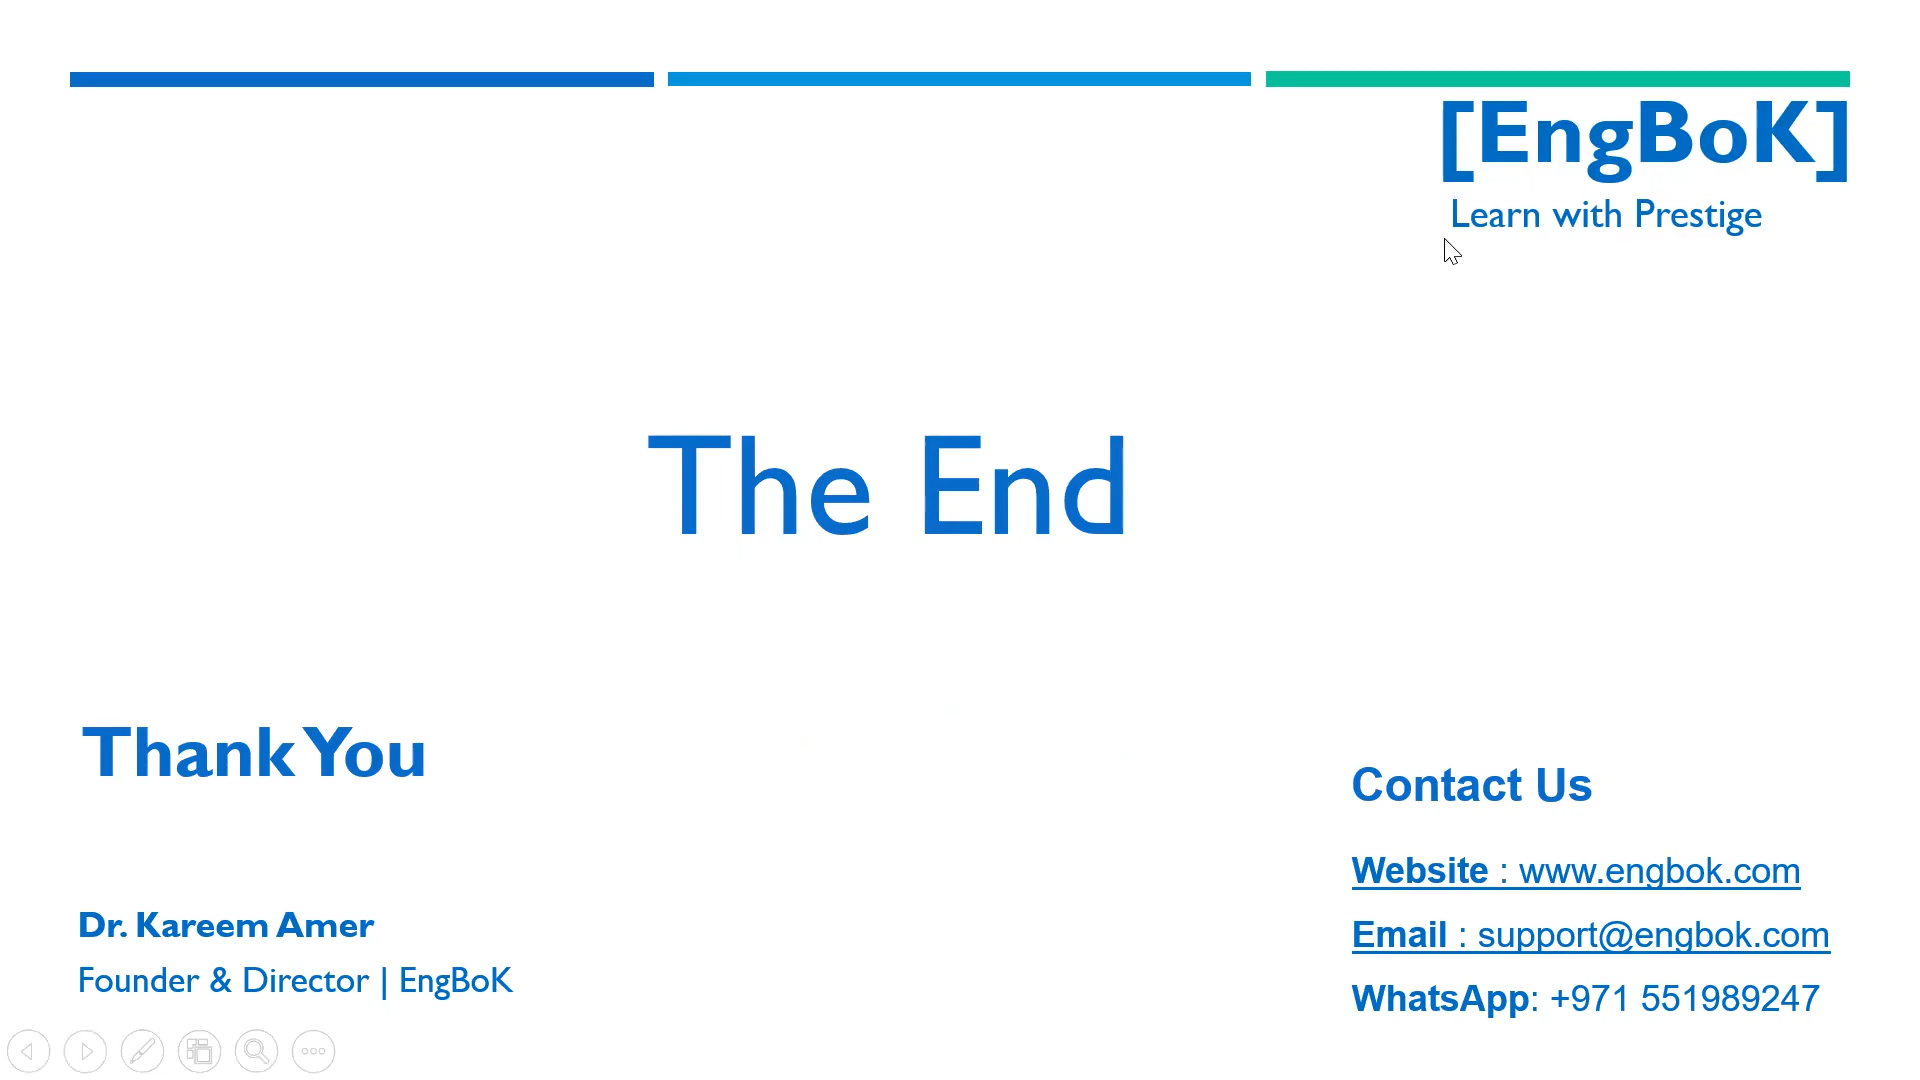 [EngBoK]
Learn with Prestige
The End
Thank You
Dr. Kareem Amer
Founder & Director | EngBoK
Contact Us
Website : www.engbok.com
Email : support@engbok.com
WhatsApp: +971 551989247